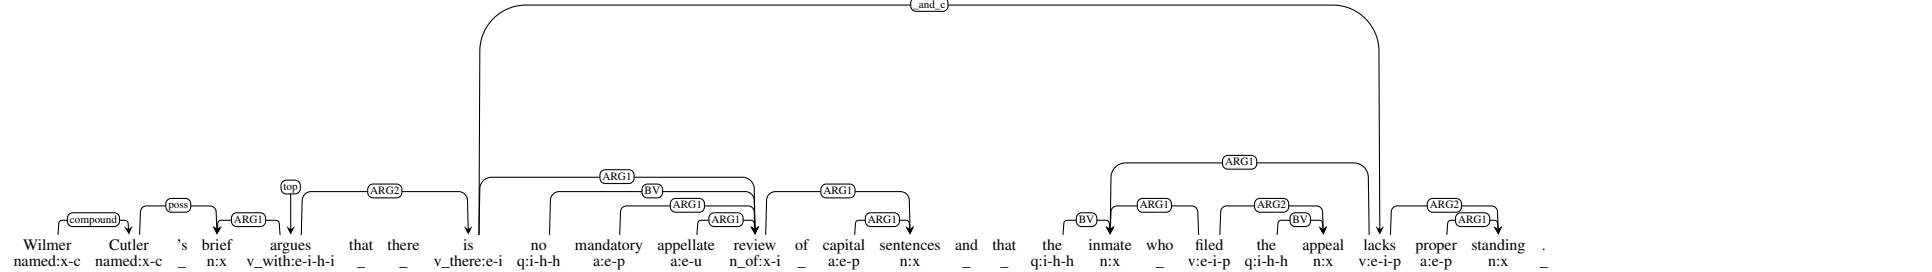 _and_c
ARG1
ARG1
top
ARG2
BV
ARG1
poss
ARG1
ARG1
ARG2
ARG2
compound
ARG1
ARG1
ARG1
BV
BV
ARG1
Wilmer Cutler 's brief argues that there is no mandatory appellate review of capital sentences and that the inmate who filed the appeal lacks proper standing .
named:x-c named:x-c _ n:x v_with:e-i-h-i _ _ v_there:e-i q:i-h-h a:e-p a:e-u n_of:x-i _ a:e-p n:x _ _ q:i-h-h n:x _ v:e-i-p q:i-h-h n:x v:e-i-p a:e-p n:x _